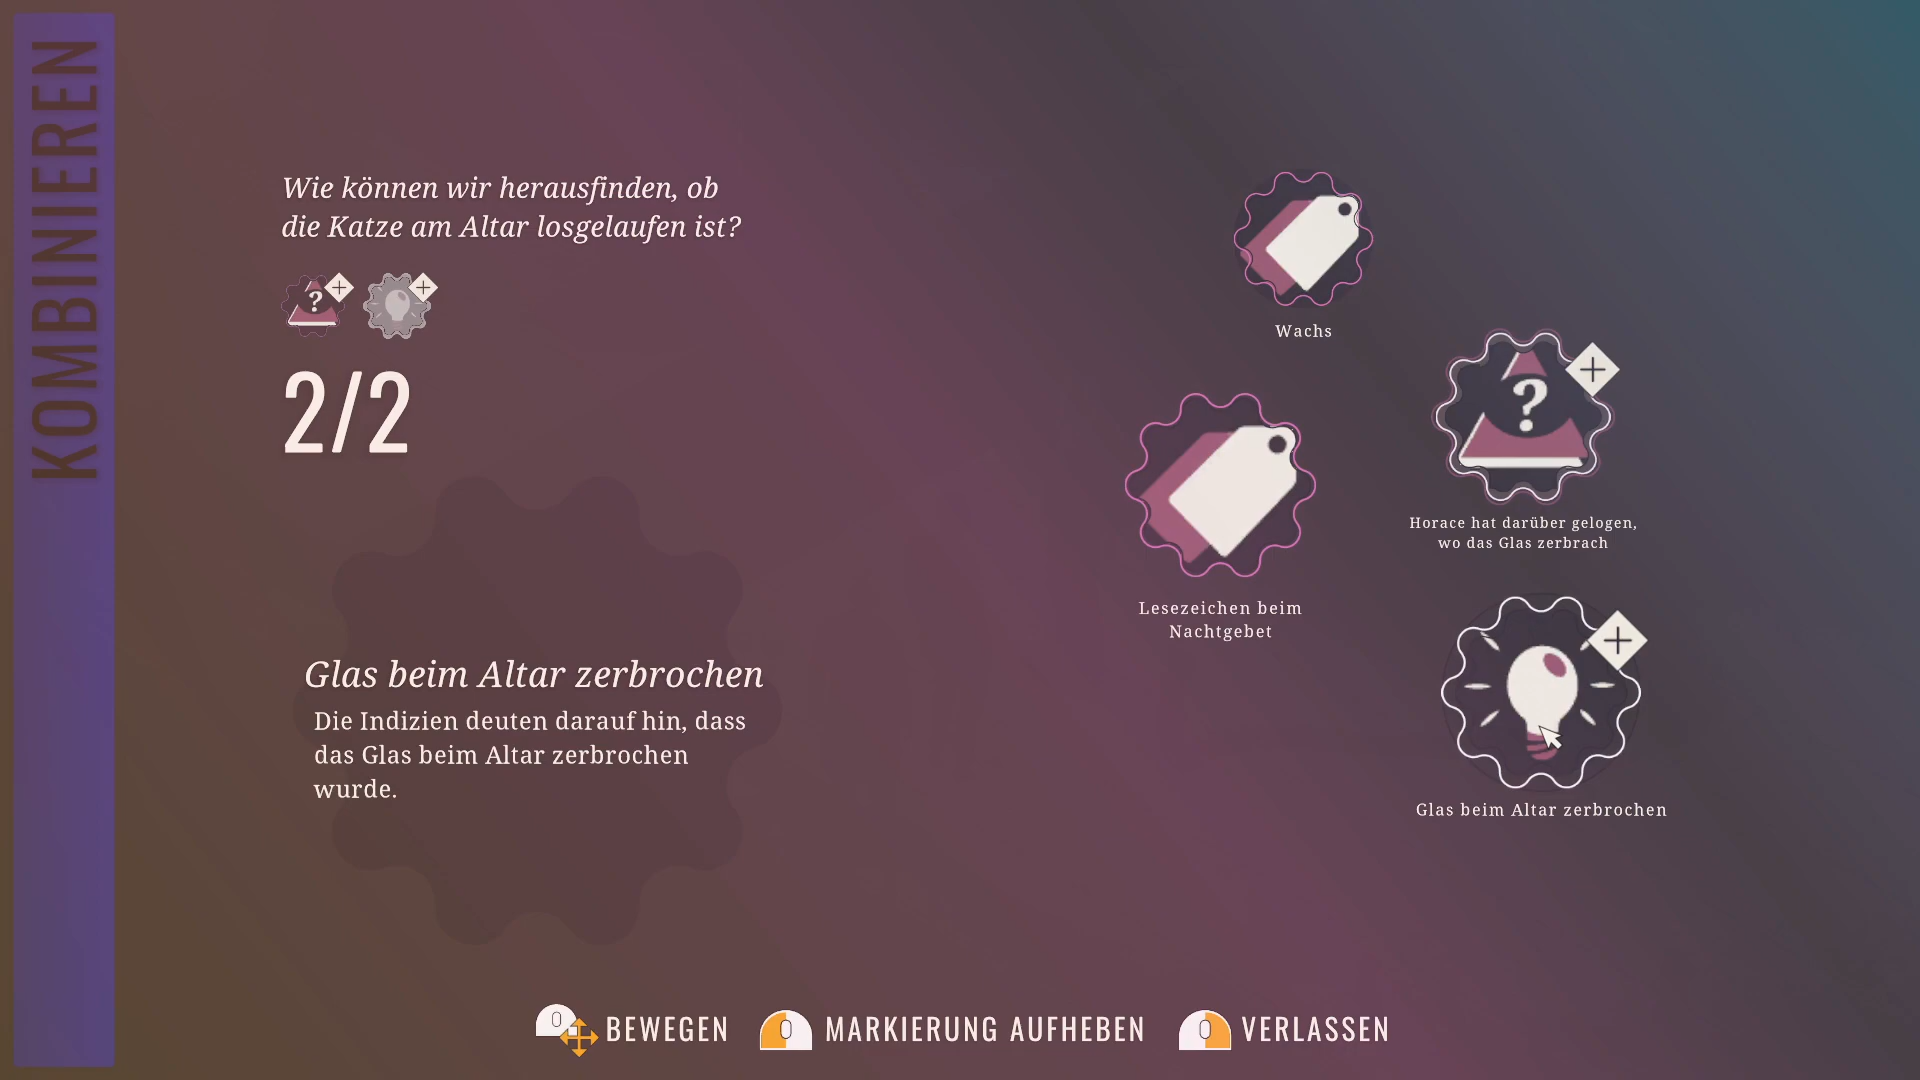 KOMBINIEREN
Wie können wir herausfinden, ob
die Katze am Altar losgelaufen ist?
?
2/2
Glas beim Altar zerbrochen
Die Indizien deuten darauf hin, dass
das Glas beim Altar zerbrochen
wurde.
Wachs
?
Horace hat darüber gelogen,
wo das Glas zerbrach
Lesezeichen beim
Nachtgebet
Glas beim Altar zerbrochen
BEWEGEN
MARKIERUNG AUFHEBEN
VERLASSEN